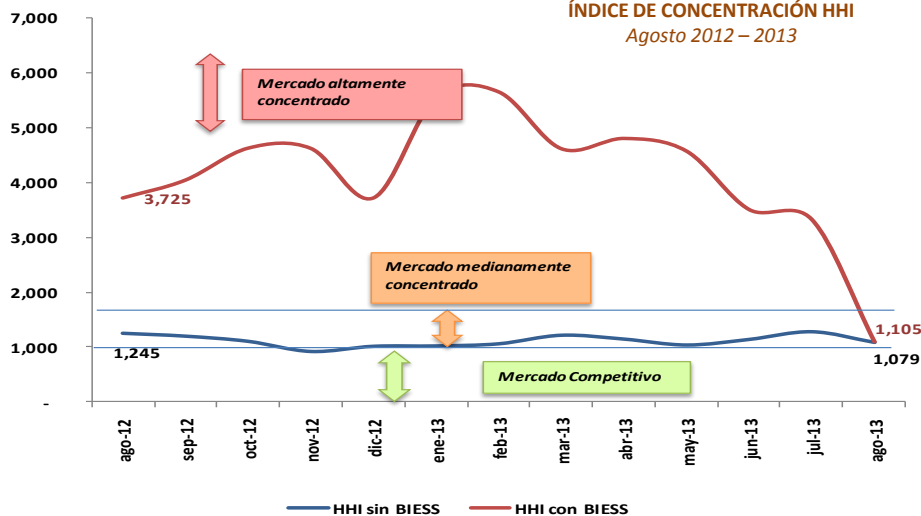 ÍNDICE DE CONCENTRACIÓN HHI
Agosto 2012 – 2013
7,000
6,000
5,000
4,000
3,000
2,000
1,000
-
Mercado altamente
concentrado
3,725
Mercado medianamente
concentrado
1,245
1,105
1,079
Mercado Competitivo
ago-12
sep-12
oct-12
nov-12
dic-12
ene-13
feb-13
mar-13
abr-13
may-13
jun-13
jul-13
ago-13
HHI sin BIESS
HHI con BIESS